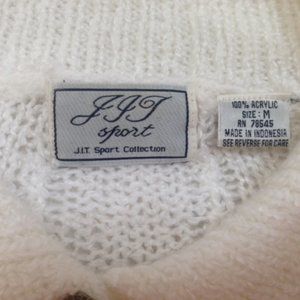 JIT
sport
J.I.T. Sport Collection
100% ACRYLIC
SIZE: M
RN 78545
MADE IN INDONESIA
SEE REVERSE FOR CARE